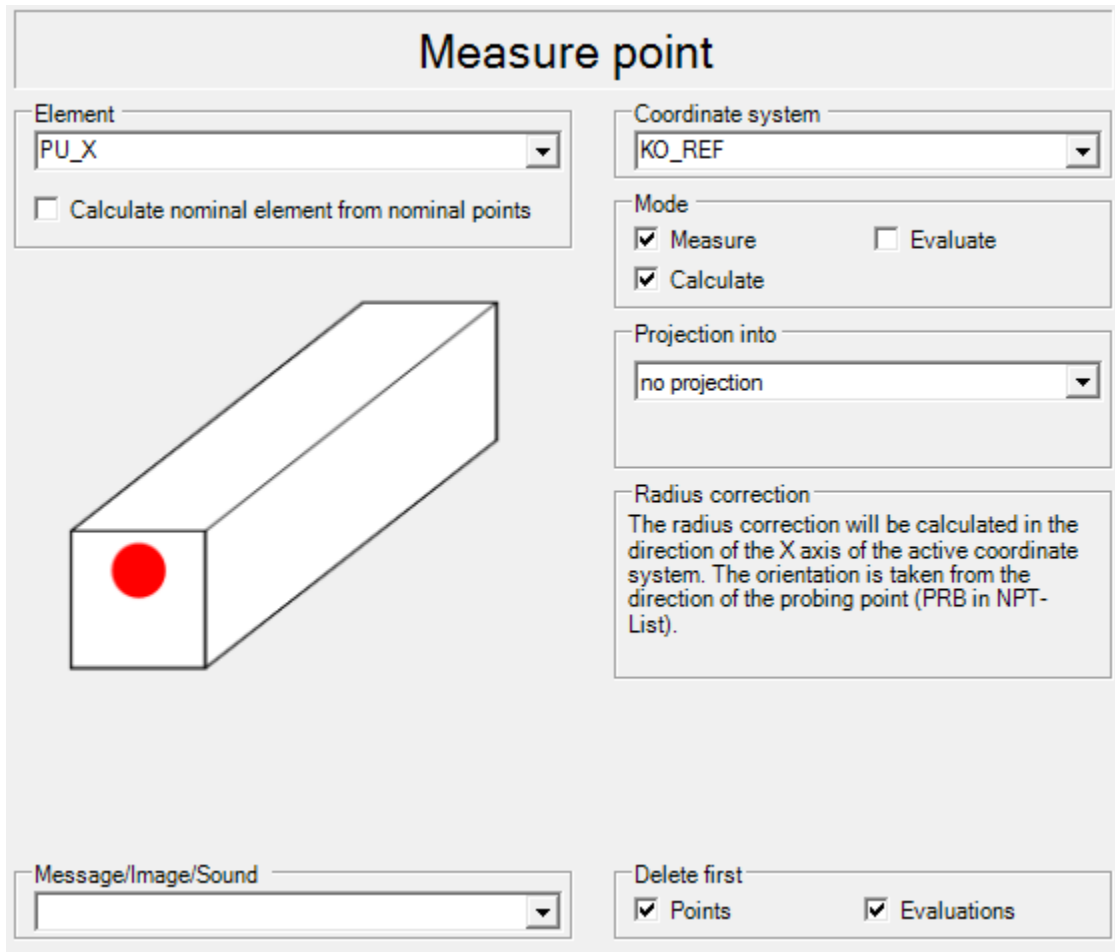 Measure point
Element
PU_X
Calculate nominal element from nominal points
Coordinate system
KO_REF
Mode
Measure
Evaluate
Calculate
Projection into
no projection
Radius correction
The radius correction will be calculated in the
direction of the X axis of the active coordinate
system. The orientation is taken from the
direction of the probing point (PRB in NPT-
List).
Message/Image/Sound
Delete first
Points
Evaluations